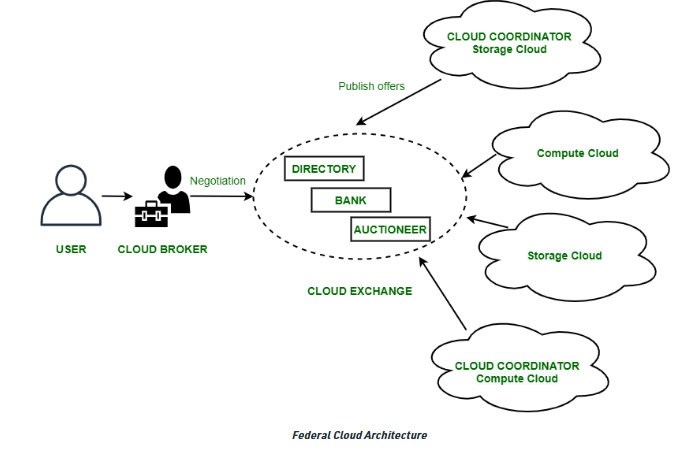 CLOUD COORDINATOR
Storage Cloud
Publish offers
Compute Cloud
DIRECTORY
Negotiation
BANK
AUCTIONEER
USER
CLOUD BROKER
Storage Cloud
CLOUD EXCHANGE
CLOUD COORDINATOR
Compute Cloud
Federal Cloud Architecture